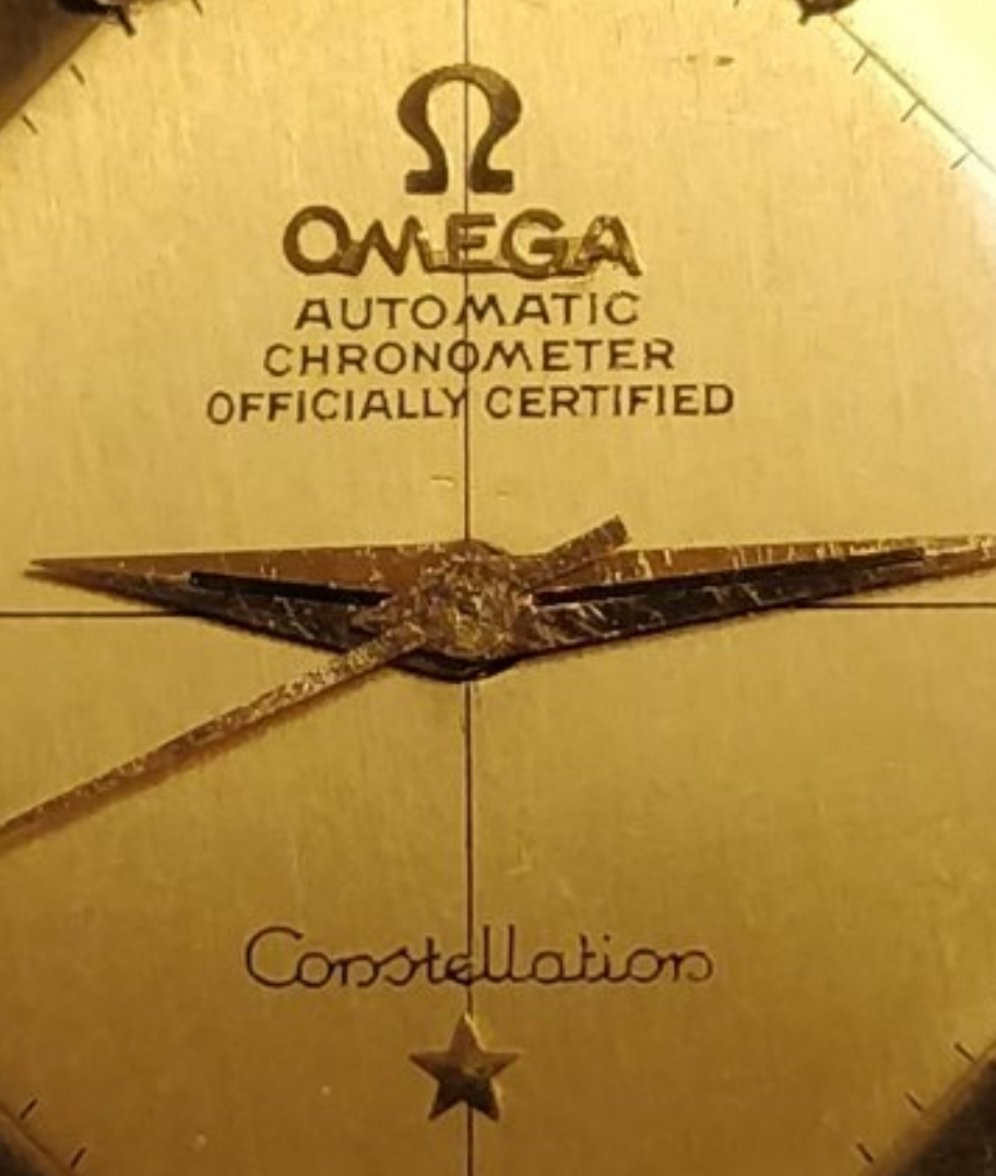 Ω
OMEGA
AUTOMATIC
CHRONOMETER
OFFICIALLY CERTIFIED
Constellation